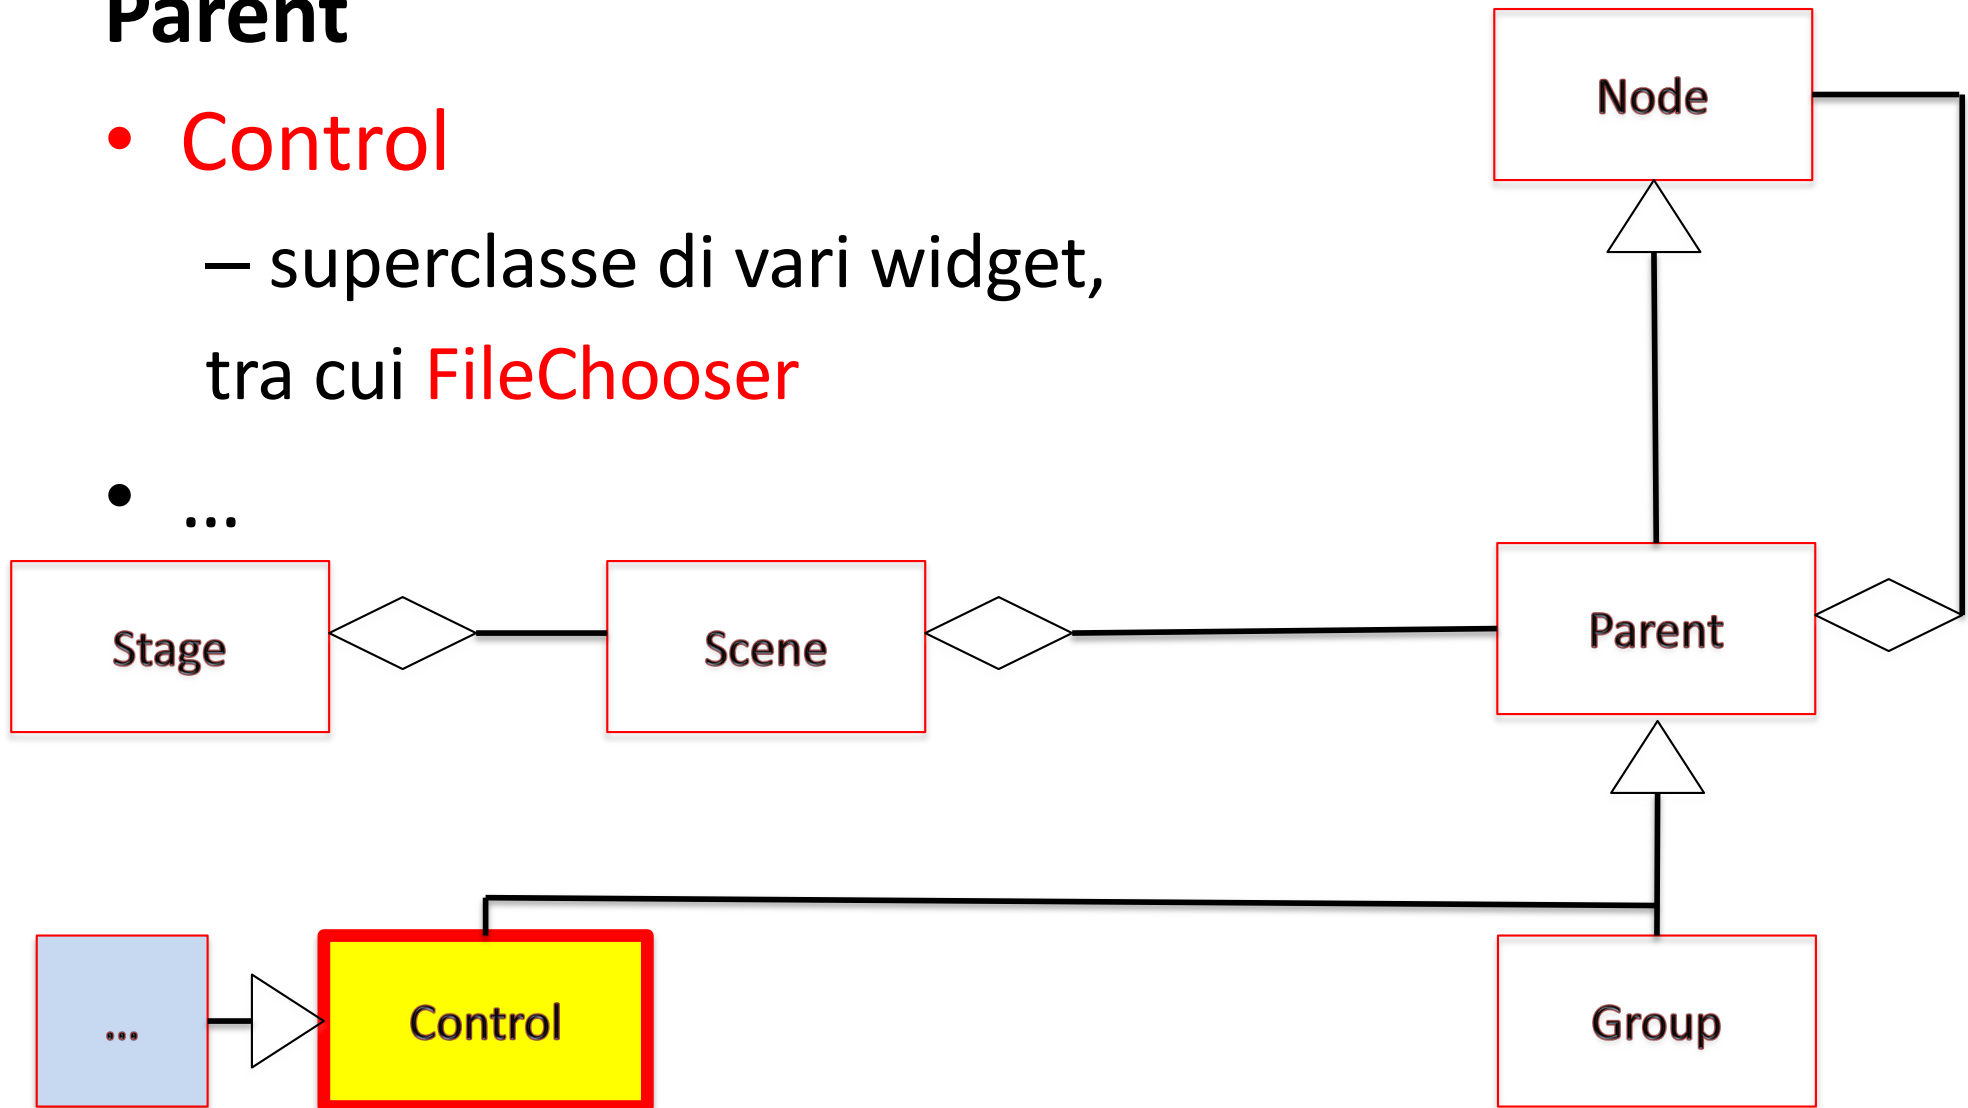 Parent
• Control
– superclasse di vari widget,
tra cui FileChooser
• ...
Node
Stage
Scene
Parent
...
Control
Group